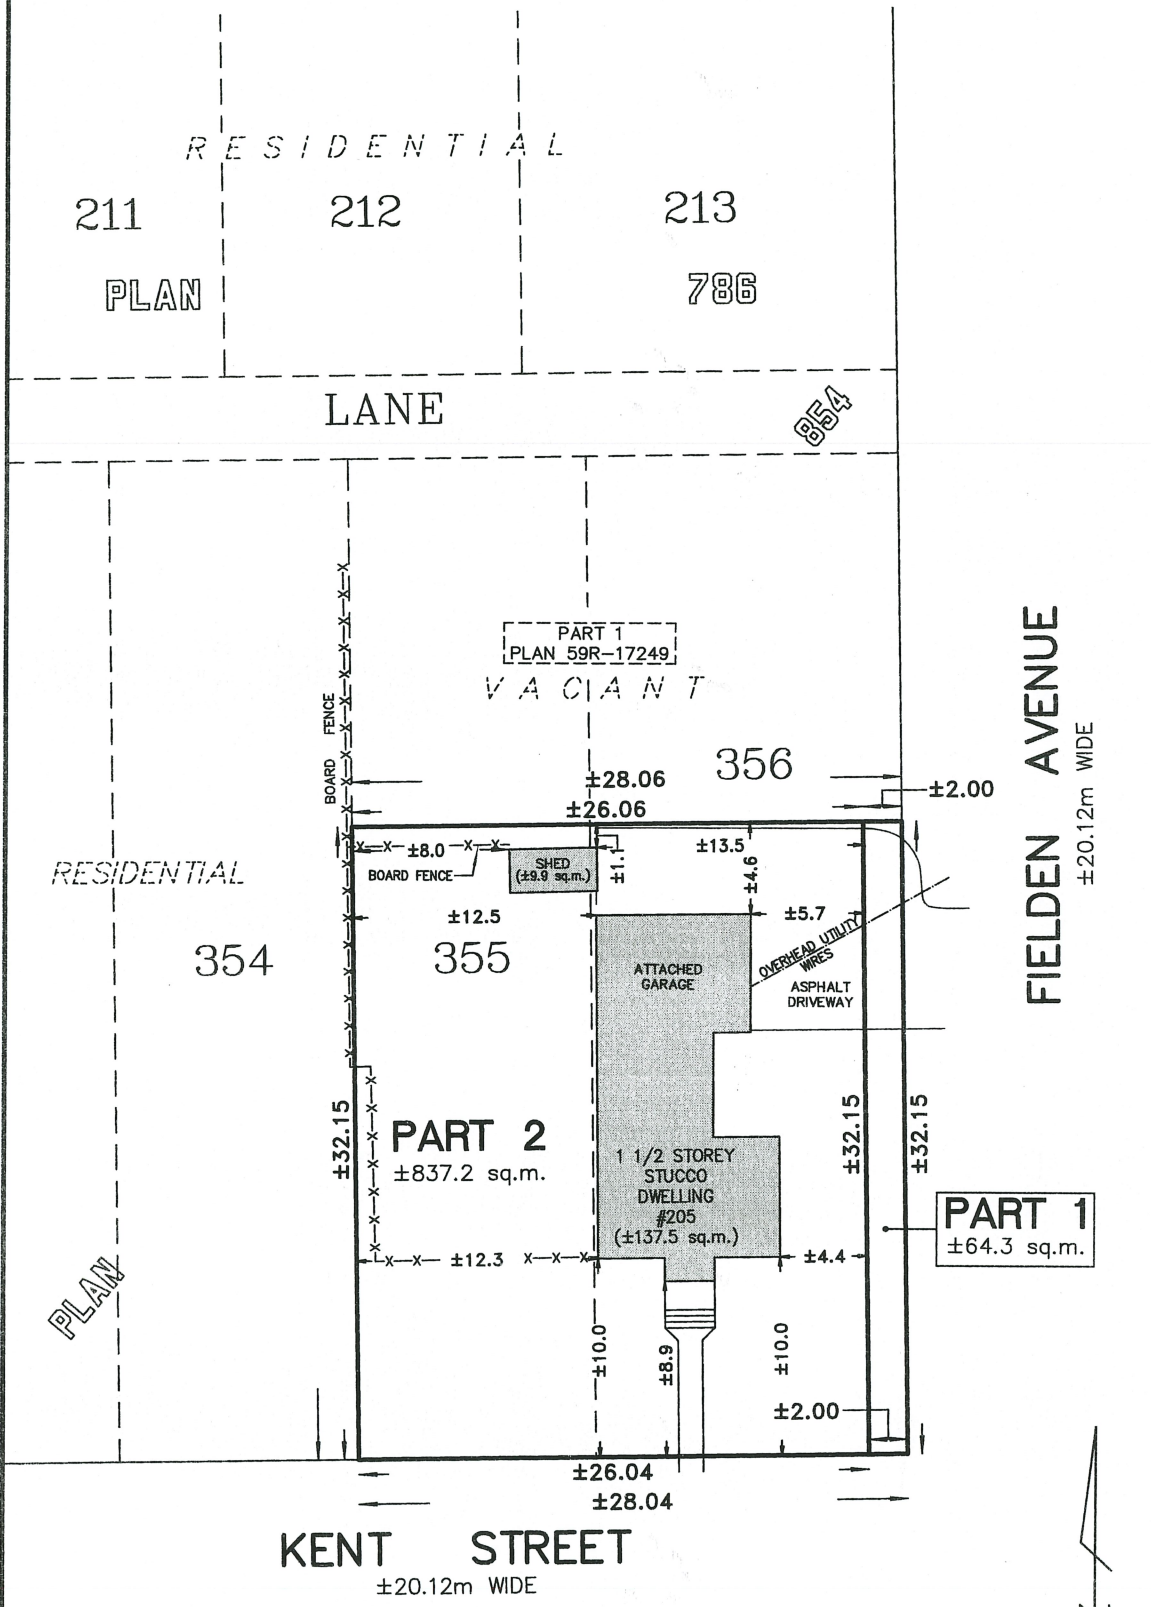 RESIDENTIAL
211
212
213
PLAN
786
LANE
854
PART 1
PLAN 59R-17249
VACANT
BOARD FENCE
356
±28.06
±26.06
±2.00
FIELDEN AVENUE
±20.12m WIDE
±8.0
BOARD FENCE
SHED
(±9.9 sq.m.)
±1.1
±13.5
±4.6
RESIDENTIAL
354
±12.5
355
±5.7
ATTACHED
GARAGE
OVERHEAD UTILITY
WIRES
ASPHALT
DRIVEWAY
±32.15
PART 2
±837.2 sq.m.
1 1/2 STOREY
STUCCO
DWELLING
#205
(±137.5 sq.m.)
±32.15
±32.15
PART 1
±64.3 sq.m.
±12.3
±4.4
PLAN
±10.0
±8.9
±10.0
±2.00
±26.04
±28.04
KENT STREET
±20.12m WIDE